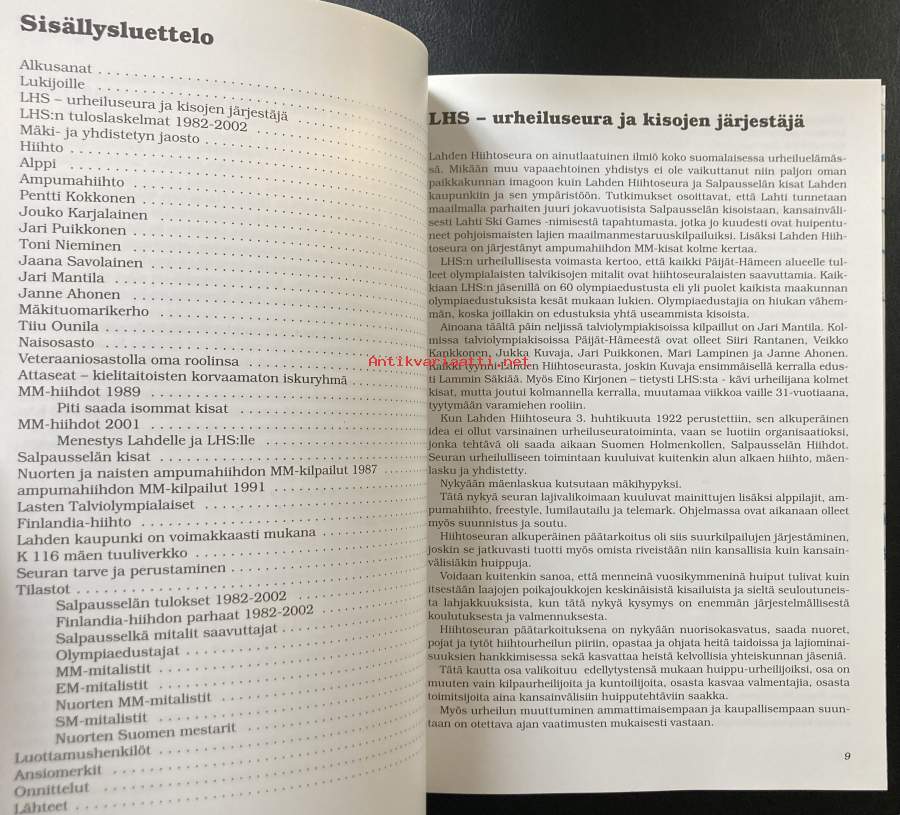 Sisällysluettelo
Alkusanat
Lukijoille
LHS – urheiluseura ja kisojen järjestäjä
LHS:n tuloslaskelmat 1982-2002
Mäki- ja yhdistetyn jaosto
Hiihto
Alppi
Ampumahiihto
Pentti Kokkonen
Jouko Karjalainen
Jari Puikkonen
Toni Nieminen
Jaana Savolainen
Jari Mantila
Janne Ahonen
Mäkituomarikerho
Tiiu Ounila
Naisosasto
Veteraaniosastolla oma roolinsa
Attaseat – kielitaitoisten korvaamaton iskuryhmä
MM-hiihdot 1989
Piti saada isommat kisat
MM-hiihdot 2001
Menestys Lahdelle ja LHS:lle
Salpausselän kisat
Nuorten ja naisten ampumahiihdon MM-kilpailut 1987
ampumahiihdon MM-kilpailut 1991
Lasten Talviolympialaiset
Finlandia-hiihto
Lahden kaupunki on voimakkaasti mukana
K 116 mäen tuuliverkko
Seuran tarve ja perustaminen
Tilastot
Salpausselän tulokset 1982-2002
Finlandia-hiihdon parhaat 1982-2002
Salpausselkä mitalit saavuttajat
Olympiaedustajat
MM-mitalistit
EM-mitalistit
Nuorten MM-mitalistit
SM-mitalistit
Nuorten Suomen mestarit
Luottamushenkilöt
Ansiomerkit
Onnittelut
Lähteet
LHS – urheiluseura ja kisojen järjestäjä
Lahden Hiihtoseura on ainutlaatuinen ilmiö koko suomalaisessa urheiluelämäs-
sä. Mikään muu vapaaehtoinen yhdistys ei ole vaikuttanut niin paljon oman
paikkakunnan imagoon kuin Lahden Hiihtoseura ja Salpausselän kisat Lahden
kaupunkiin ja sen ympäristöön. Tutkimukset osoittavat, että Lahti tunnetaan
maailmalla parhaiten juuri jokavuotisista Salpausselän kisoistaan, kansainväli-
sesti Lahti Ski Games -nimisestä tapahtumasta, jotka jo kuudesti ovat huipentu-
neet pohjoismaisten lajien maailmanmestaruuskilpailuiksi. Lisäksi Lahden Hiih-
toseura on järjestänyt ampumahiihdon MM-kisat kolme kertaa.
LHS:n urheilullisesta voimasta kertoo, että kaikki Päijät-Hämeen alueelle tul-
leet olympialaisten talvikisojen mitalit ovat hiihtoseuralaisten saavuttamia. Kaik-
kiaan LHS:n jäsenillä on 60 olympiaedustusta eli yli puolet kaikista maakunnan
olympiaedustuksista kesät mukaan lukien. Olympiaedustajia on hiukan vähem-
män, koska joillakin on edustuksia yhtä useammista kisoista.
Ainoana täältä päin neljissä talviolympiakisoissa kilpaillut on Jari Mantila. Kol-
missa talviolympiakisoissa Päijät-Hämeestä ovat olleet Siiri Rantanen, Veikko
Kankkonen, Jukka Kuvaja, Jari Puikkonen, Mari Lampinen ja Janne Ahonen.
Kaikki tyynni Lahden Hiihtoseurasta, joskin Kuvaja ensimmäisellä kerralla edus-
ti Lammin Säkiää. Myös Eino Kirjonen – tietysti LHS:sta - kävi urheilijana kolmet
kisat, mutta joutui kolmannella kerralla, muutamaa viikkoa vaille 31-vuotiaana,
tyytymään varamiehen rooliin.
Kun Lahden Hiihtoseura 3. huhtikuuta 1922 perustettiin, sen alkuperäinen
idea ei ollut varsinainen urheiluseuratoiminta, vaan se luotiin organisaatioksi,
jonka tehtävä oli saada aikaan Suomen Holmenkollen, Salpausselän Hiihdot.
Seuran urheilulliseen toimintaan kuuluivat kuitenkin alun alkaen hiihto, mäen-
lasku ja yhdistetty.
Nykyään mäenlaskua kutsutaan mäkihypyksi.
Tätä nykyä seuran lajivalikoimaan kuuluvat mainittujen lisäksi alppilajit, am-
pumahiihto, freestyle, lumilautailu ja telemark. Ohjelmassa ovat aikanaan olleet
myös suunnistus ja soutu.
Hiihtoseuran alkuperäinen päätarkoitus oli siis suurkilpailujen järjestäminen,
joskin se jatkuvasti tuotti myös omista riveistään niin kansallisia kuin kansain-
välisiäkin huippuja.
Voidaan kuitenkin sanoa, että menneinä vuosikymmeninä huiput tulivat kuin
itsestään laajojen poikajoukkojen keskinäisistä kisailuista ja sieltä seuloutuneis-
ta lahjakkuuksista, kun tätä nykyä kysymys on enemmän järjestelmällisestä
koulutuksesta ja valmennuksesta.
Hiihtoseuran päätarkoituksena on nykyään nuorisokasvatus, saada nuoret,
pojat ja tytöt hiihtourheilun piiriin, opastaa ja ohjata heitä taidoissa ja lajiominai-
suuksien hankkimisessa sekä kasvattaa heistä kelvollisia yhteiskunnan jäseniä.
Tätä kautta osa valikoituu edellytystensä mukaan huippu-urheilijoiksi, osa on
muuten vain kilpaurheilijoita ja kuntoilijoita, osasta kasvaa valmentajia, osasta
toimitsijoita aina kansainvälisiin huipputehtäviin saakka.
Myös urheilun muuttuminen ammattimaisempaan ja kaupallisempaan suun-
taan on otettava ajan vaatimusten mukaisesti vastaan.
9
Antikvariaatti.net